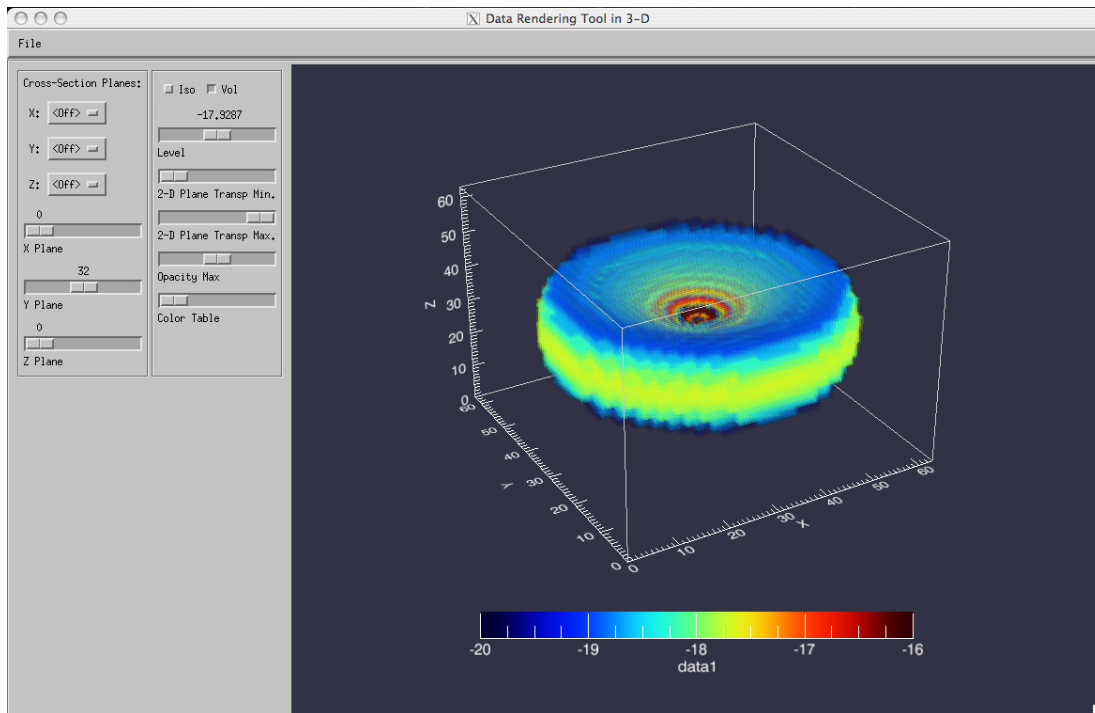 X Data Rendering Tool in 3-D
File
Cross-Section Planes:
X: <Off>
Y: <Off>
Z: <Off>
0
X Plane
32
Y Plane
0
Z Plane
Iso Vol
-17.9287
Level
2-D Plane Transp Min.
2-D Plane Transp Max.
Opacity Max
Color Table
60
50
40
30
20
10
0
Z
60
50
40
30
20
10
0
Y
0
10
20
30
40
50
60
X
-20 -19 -18 -17 -16
data1